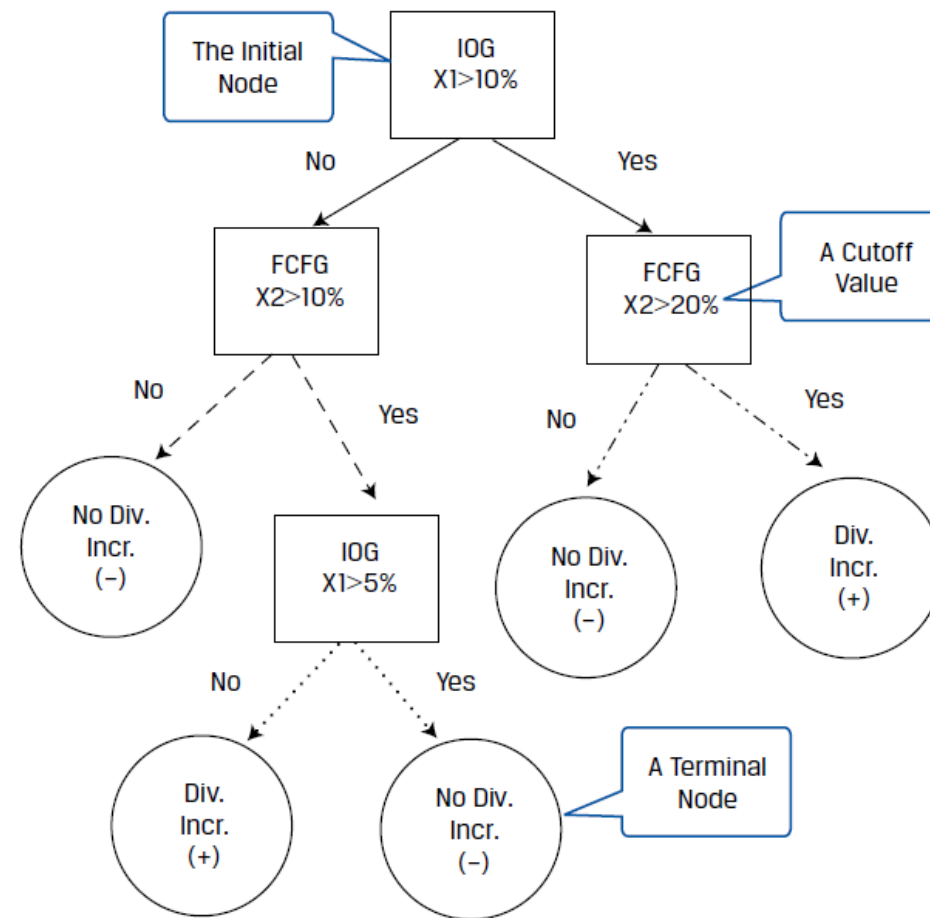 The Initial
Node
IOG
X1>10%
No
Yes
FCFG
X2>10%
FCFG
X2>20%
A Cutoff
Value
No
Yes
No
Yes
No Div.
Incr.
(–)
IOG
X1>5%
No Div.
Incr.
(–)
Div.
Incr.
(+)
No
Yes
Div.
Incr.
(+)
No Div.
Incr.
(–)
A Terminal
Node